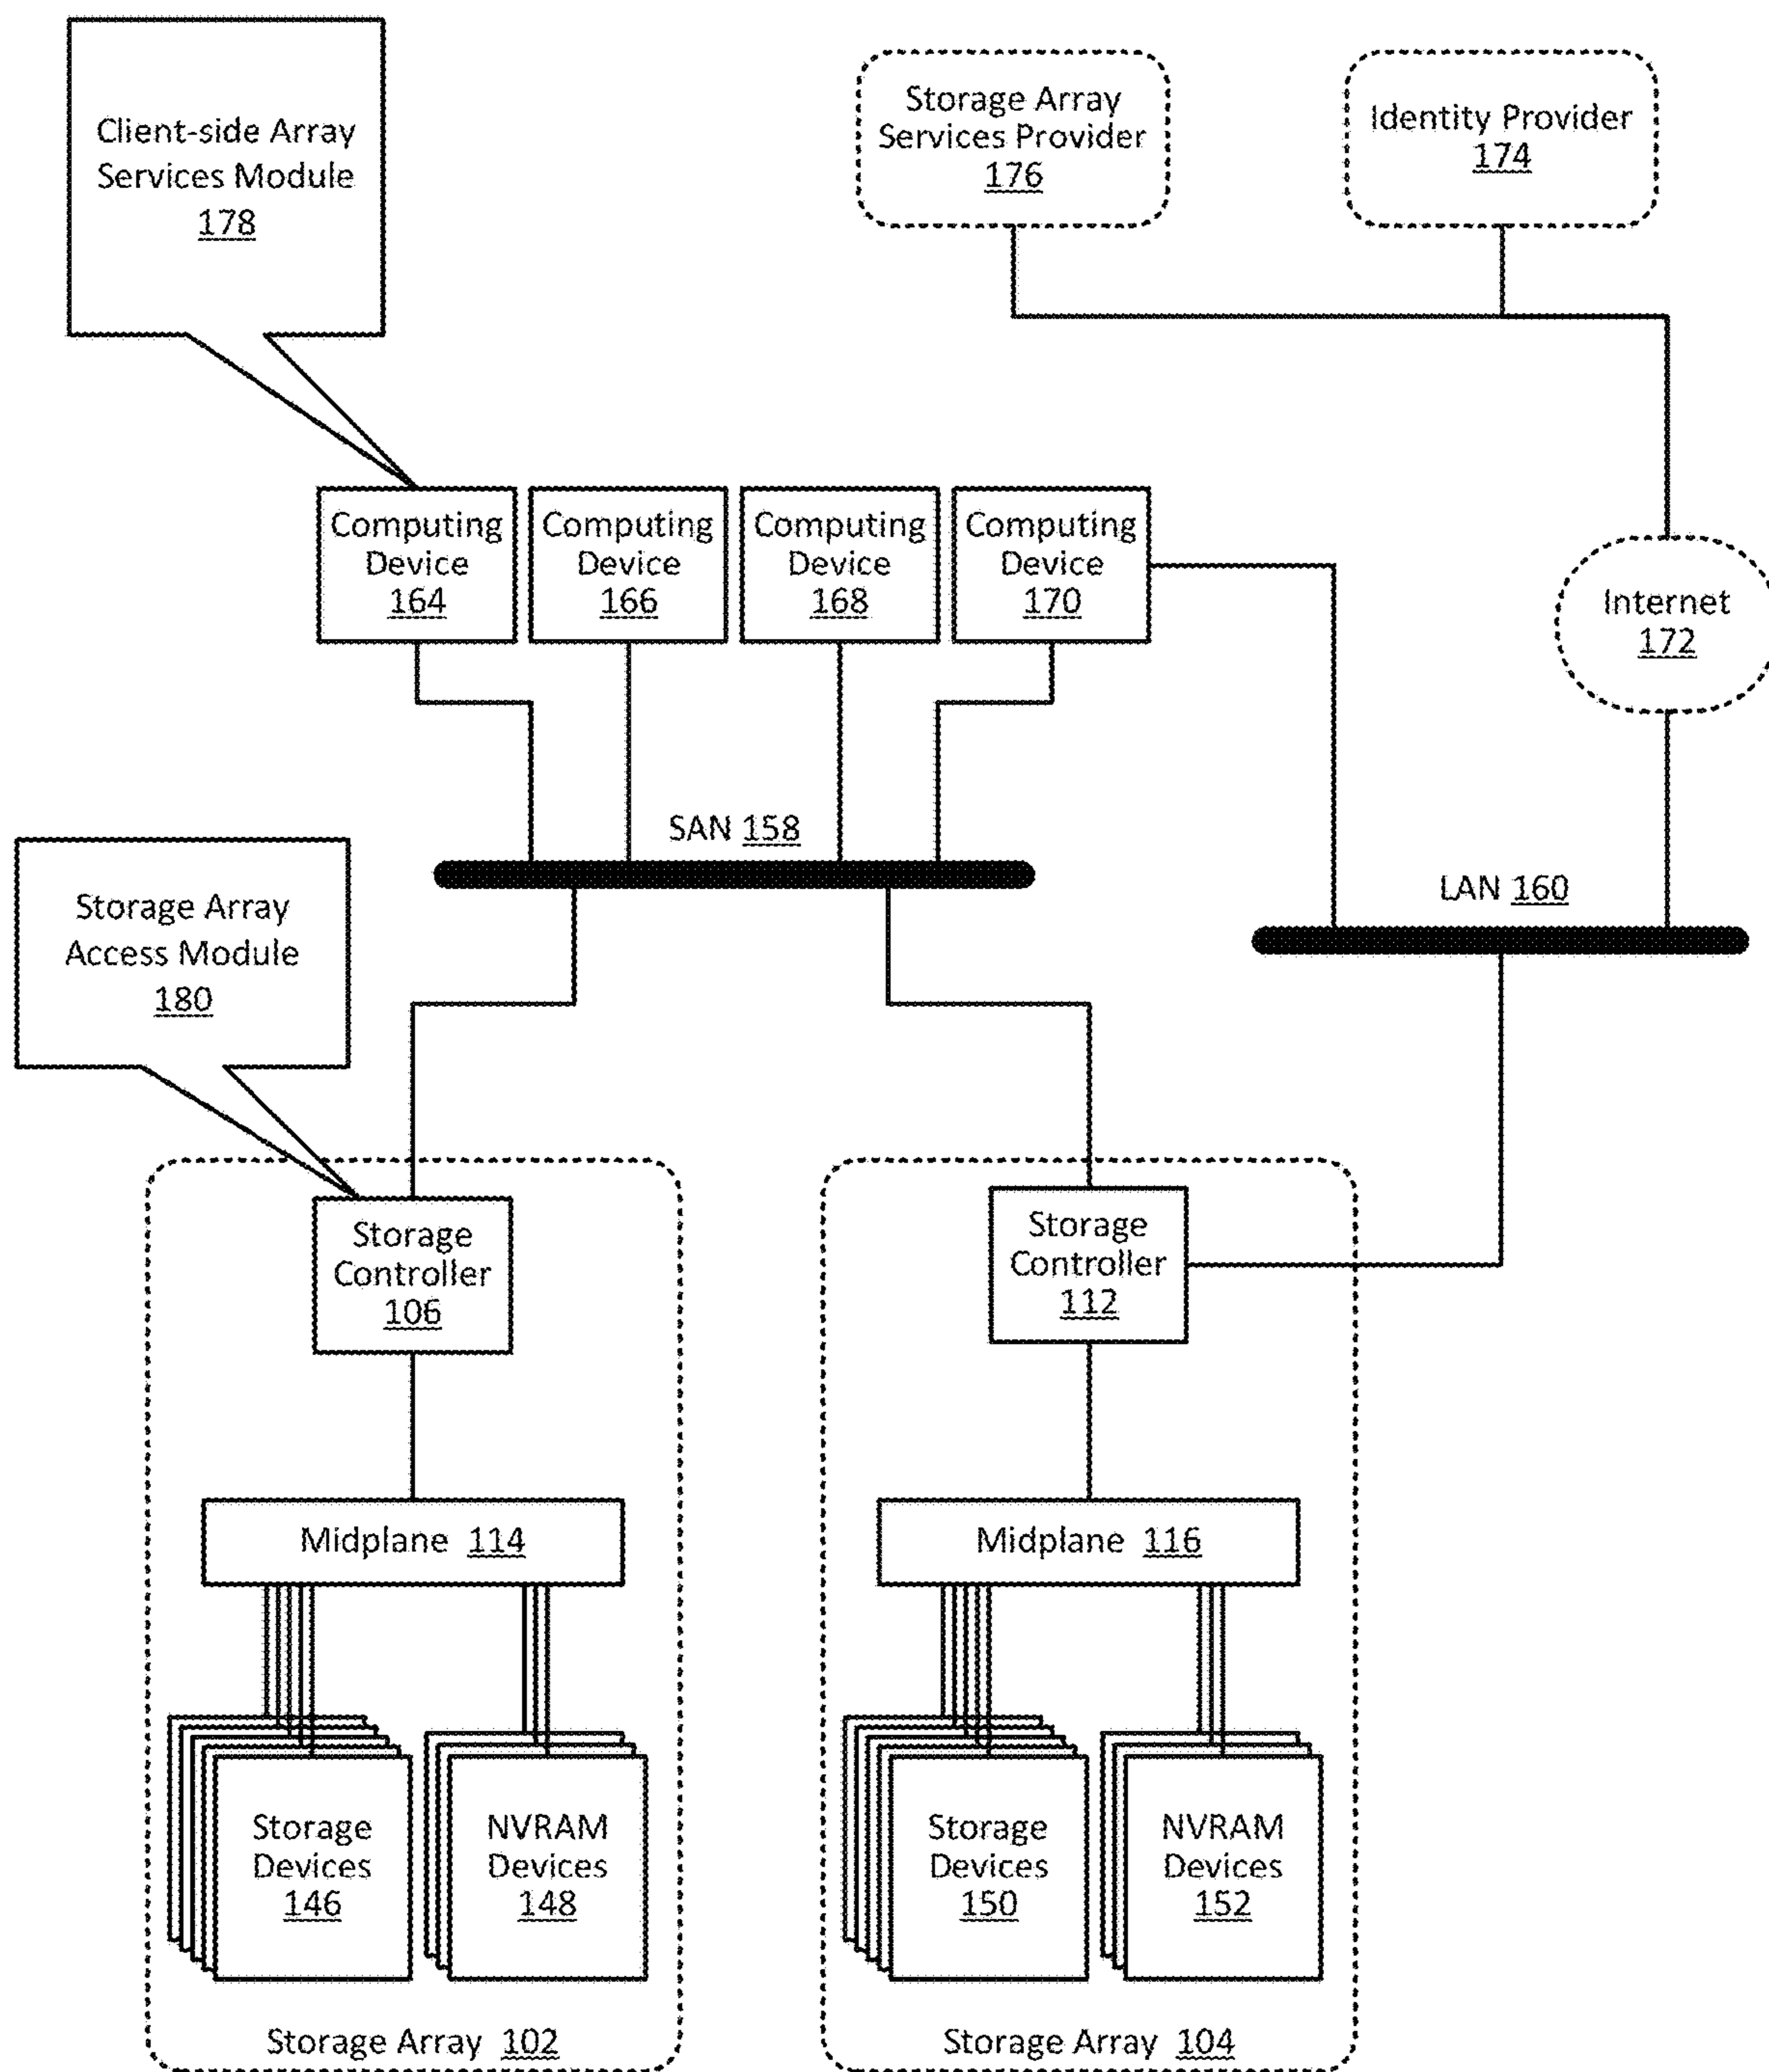 Client-side Array
Services Module
178
Storage Array
Services Provider
176
Identity Provider
174
Computing
Device
164
Computing
Device
166
Computing
Device
168
Computing
Device
170
Internet
172
SAN 158
LAN 160
Storage Array
Access Module
180
Storage
Controller
106
Storage
Controller
112
Midplane 114
Midplane 116
Storage
Devices
146
NVRAM
Devices
148
Storage
Devices
150
NVRAM
Devices
152
Storage Array 102
Storage Array 104